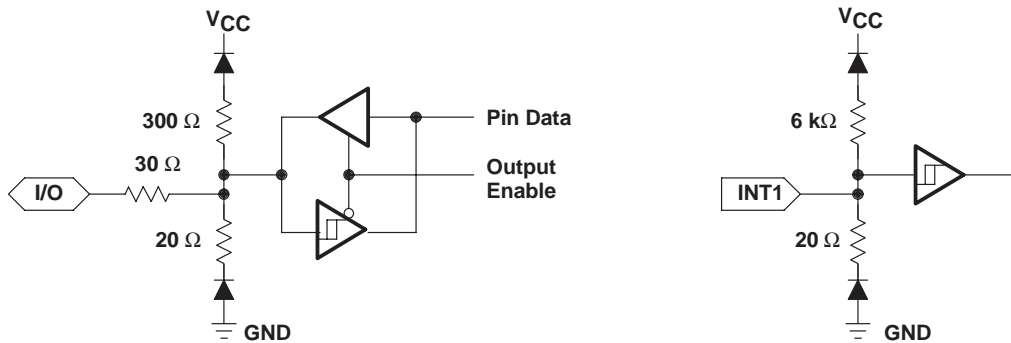 VCC
300 Ω
30 Ω
I/O
20 Ω
GND
Pin Data
Output
Enable
VCC
6 kΩ
INT1
20 Ω
GND